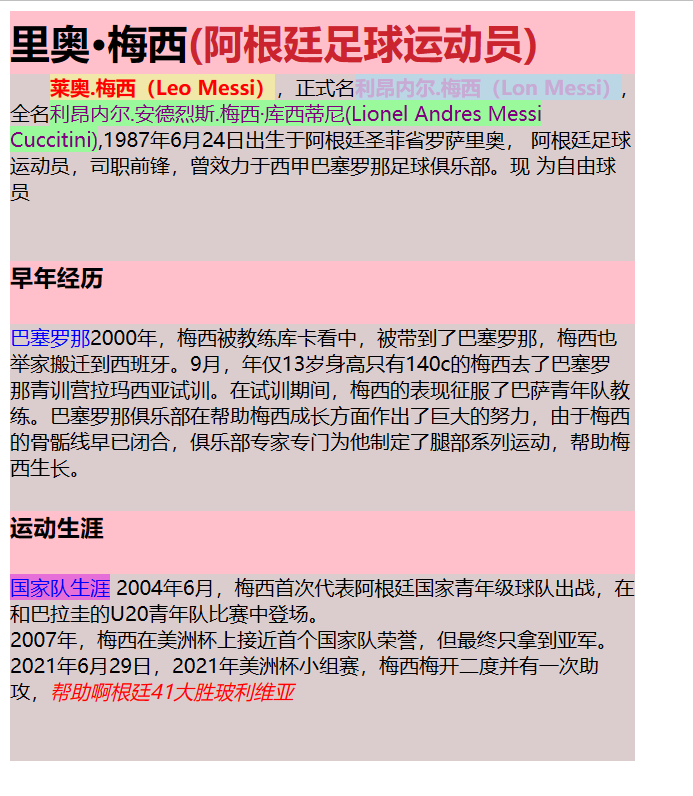 里奥•梅西(阿根廷足球运动员)
莱奥.梅西（Leo Messi），正式名利昂内尔.梅西（Lon Messi），
全名利昂内尔.安德烈斯.梅西·库西蒂尼(Lionel Andres Messi
Cuccitini),1987年6月24日出生于阿根廷圣菲省罗萨里奥， 阿根廷足球
运动员，司职前锋，曾效力于西甲巴塞罗那足球俱乐部。现 为自由球
员
早年经历
巴塞罗那2000年，梅西被教练库卡看中，被带到了巴塞罗那，梅西也
举家搬迁到西班牙。9月，年仅13岁身高只有140c的梅西去了巴塞罗
那青训营拉玛西亚试训。在试训期间，梅西的表现征服了巴萨青年队教
练。巴塞罗那俱乐部在帮助梅西成长方面作出了巨大的努力，由于梅西
的骨骺线早已闭合，俱乐部专家专门为他制定了腿部系列运动，帮助梅
西生长。
运动生涯
国家队生涯 2004年6月，梅西首次代表阿根廷国家青年级球队出战，在
和巴拉圭的U20青年队比赛中登场。
2007年，梅西在美洲杯上接近首个国家队荣誉，但最终只拿到亚军。
2021年6月29日，2021年美洲杯小组赛，梅西梅开二度并有一次助
攻，帮助啊根廷41大胜玻利维亚